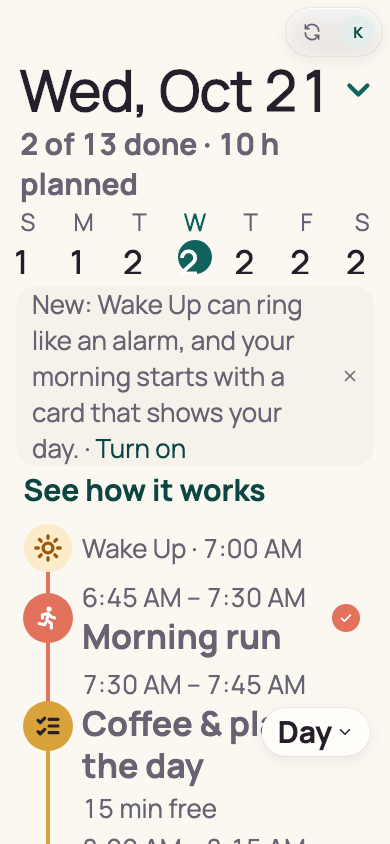 K
Wed, Oct 21
2 of 13 done · 10 h
planned
S M T W T F S
1 1 2 2 2 2 2
New: Wake Up can ring
like an alarm, and your
morning starts with a
card that shows your
day. · Turn on
See how it works
Wake Up · 7:00 AM
6:45 AM – 7:30 AM
Morning run
7:30 AM – 7:45 AM
Coffee &
Day
the day
15 min free